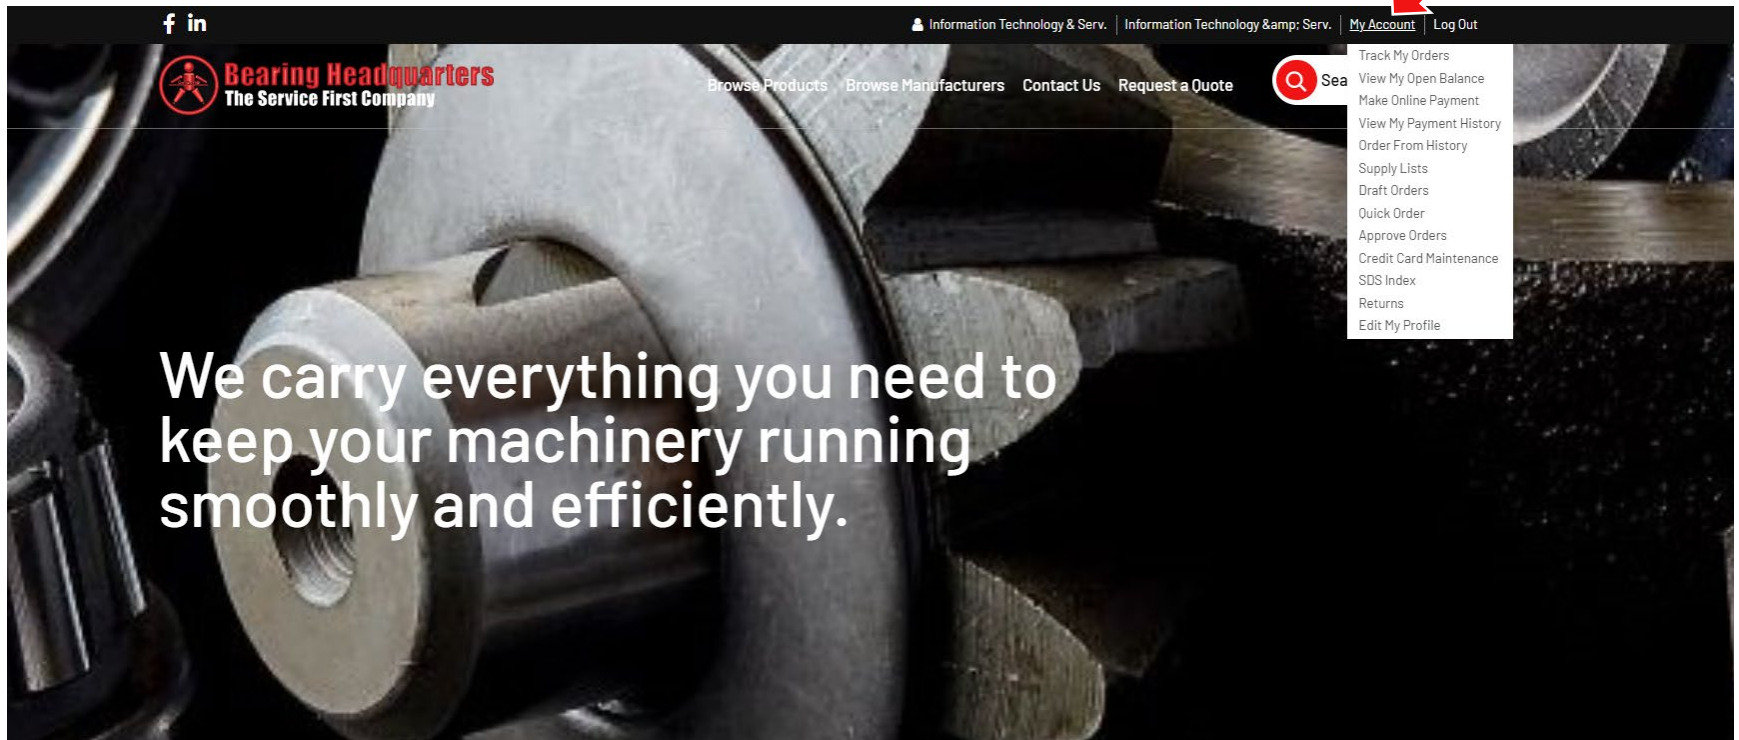 Information Technology & Serv.
Information Technology &amp; Serv.
My Account
Log Out
Bearing Headquarters
The Service First Company
Browse Products
Browse Manufacturers
Contact Us
Request a Quote
Sea
Track My Orders
View My Open Balance
Make Online Payment
View My Payment History
Order From History
Supply Lists
Draft Orders
Quick Order
Approve Orders
Credit Card Maintenance
SDS Index
Returns
Edit My Profile
We carry everything you need to
keep your machinery running
smoothly and efficiently.